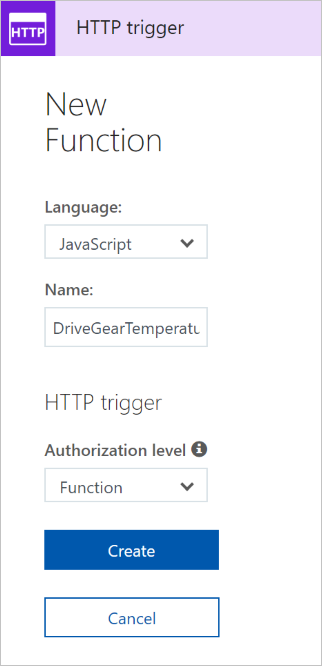 HTTP
HTTP trigger
New
Function
Language:
JavaScript
Name:
DriveGearTemperatu
HTTP trigger
Authorization level
Function
Create
Cancel